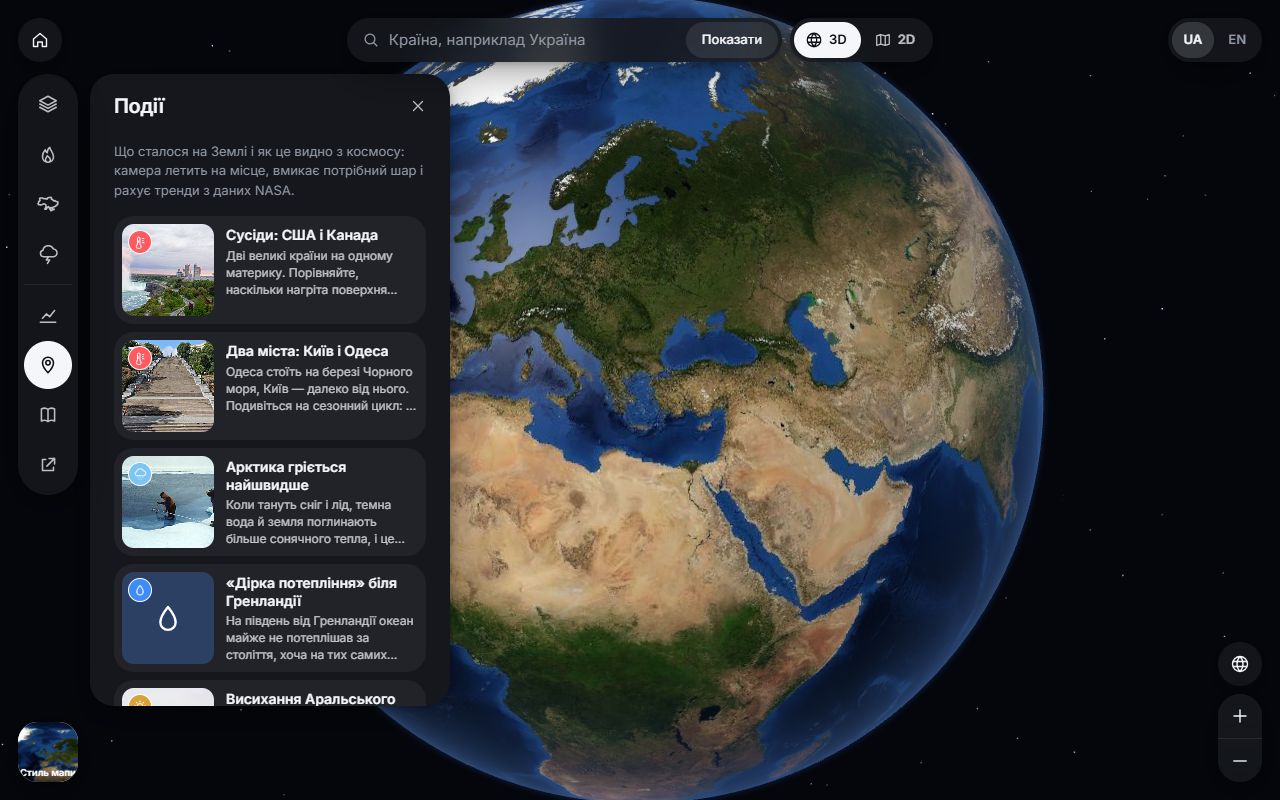 Країна, наприклад Україна
Показати
3D
2D
UA
EN
Події
Що сталося на Землі і як це видно з космосу:
камера летить на місце, вмикає потрібний шар і
рахує тренди з даних NASA.
Сусіди: США і Канада
Дві великі країни на одному
материку. Порівняйте,
наскільки нагріта поверхня...
Два міста: Київ і Одеса
Одеса стоїть на березі Чорного
моря, Київ — далеко від нього.
Подивіться на сезонний цикл: ...
Арктика гріється
найшвидше
Коли тануть сніг і лід, темна
вода й земля поглинають
більше сонячного тепла, і це...
«Дірка потепління» біля
Гренландії
На південь від Гренландії океан
майже не потеплішав за
століття, хоча на тих самих...
Висихання Аральського
Стиль мапи